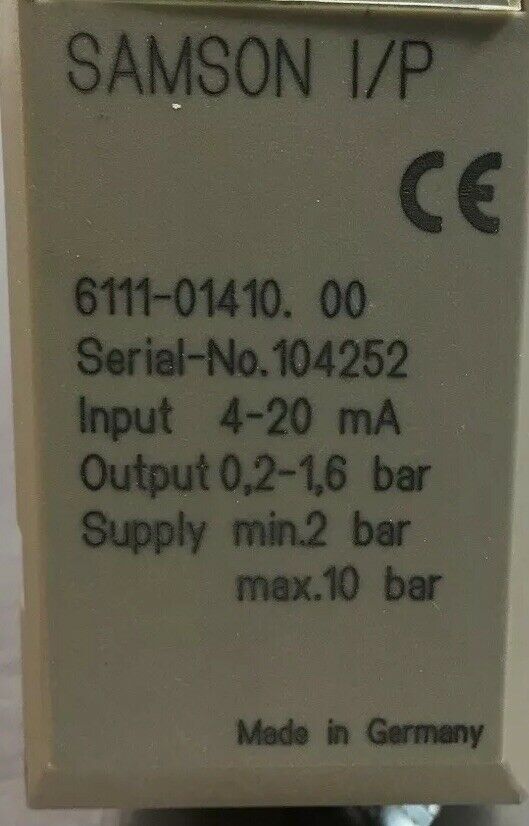 SAMSON I/P
CE
6111-01410. 00
Serial-No.104252
Input 4-20 mA
Output 0,2-1,6 bar
Supply min.2 bar
max.10 bar
Made in Germany